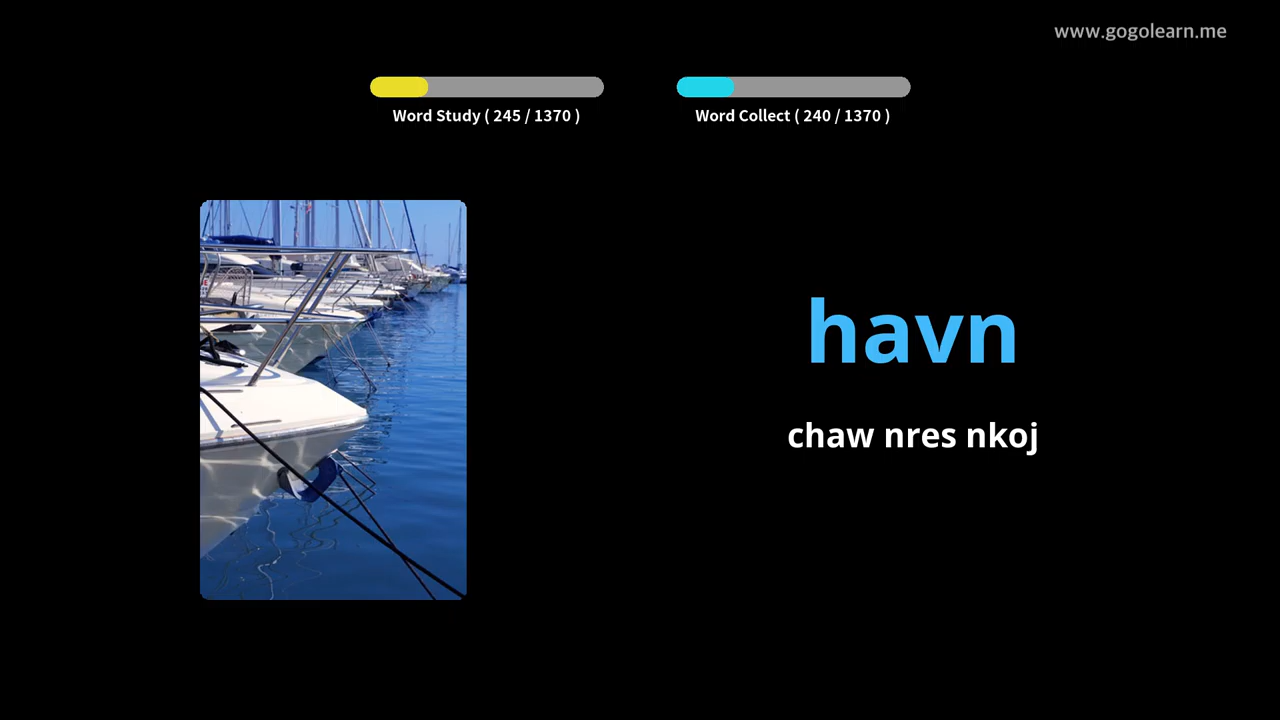 www.gogolearn.me
Word Study ( 245 / 1370 )
Word Collect ( 240 / 1370 )
havn
chaw nres nkoj